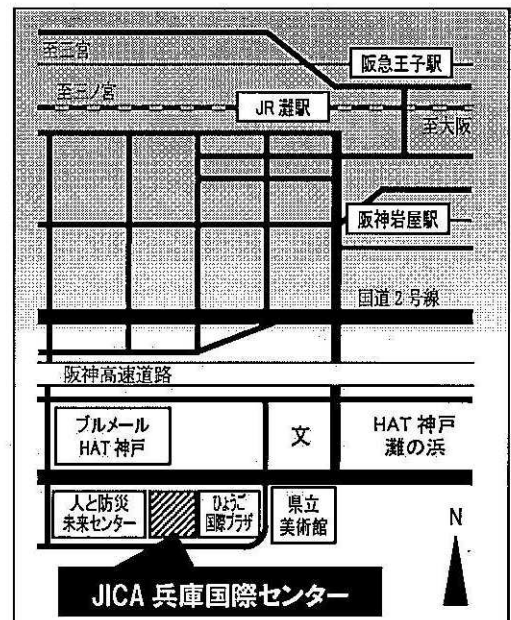 至三宮
阪急王子駅
至三ノ宮
JR 灘駅
至大阪
阪神岩屋駅
国道2号線
阪神高速道路
ブルメール
HAT 神戸
文
HAT 神戸
灘の浜
人と防災
未来センター
ひょうご
国際プラザ
県立
美術館
N
JICA 兵庫国際センター